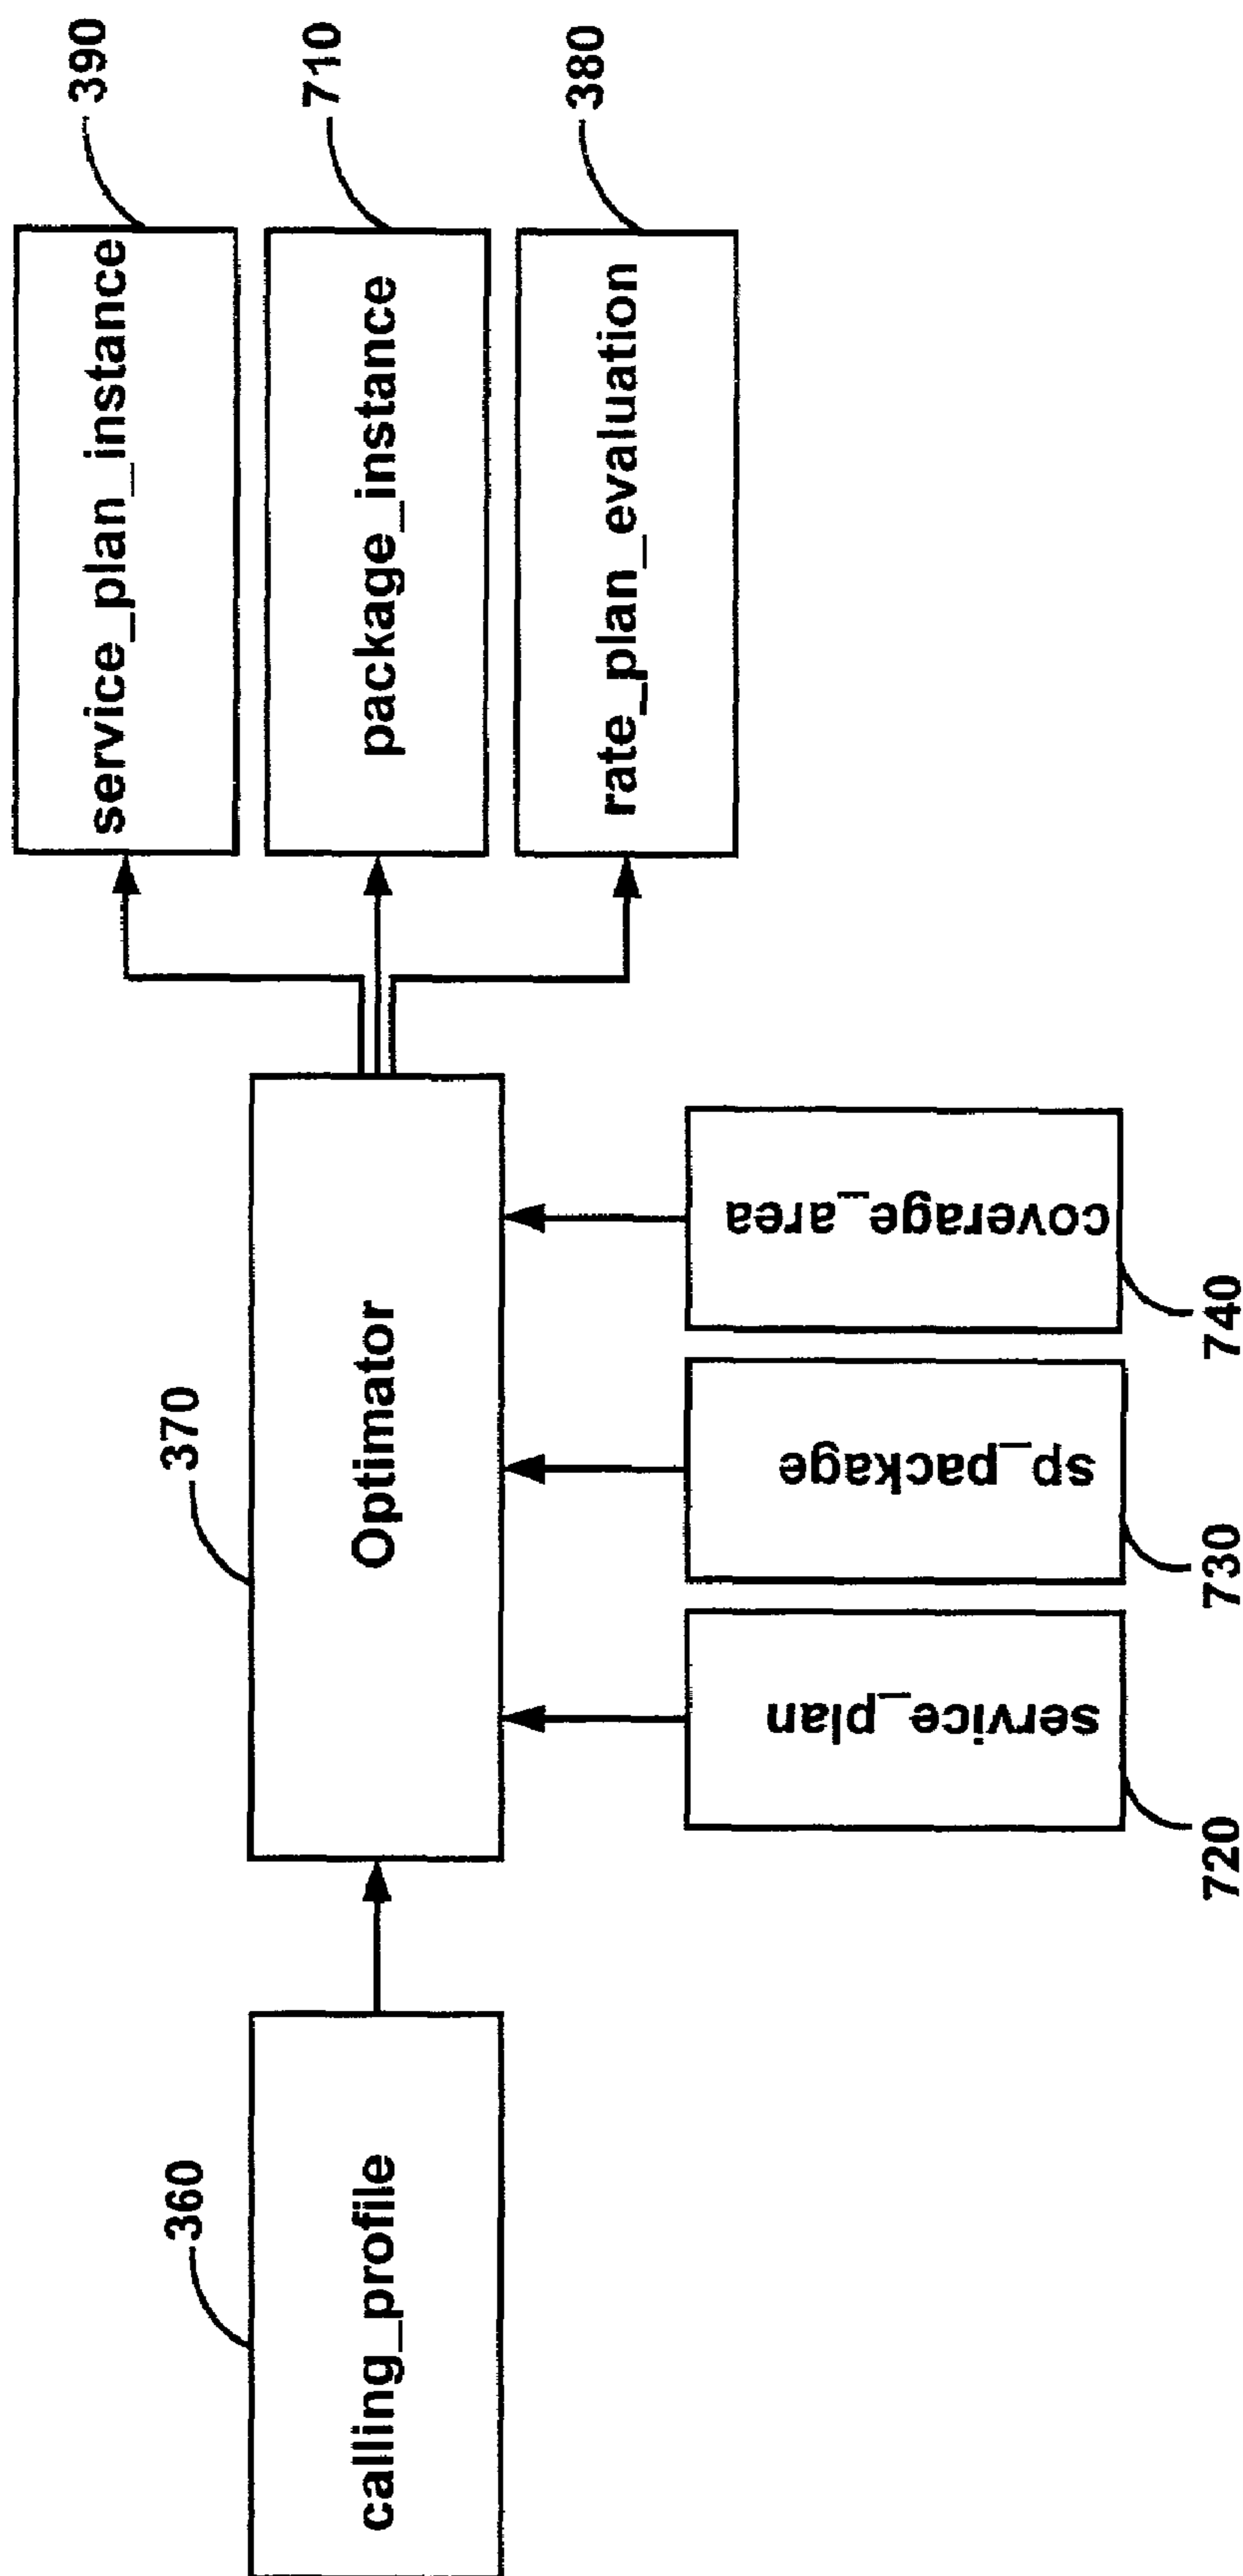 360
calling_profile
370
Optimator
service_plan_instance
390
package_instance
710
rate_plan_evaluation
380
service_plan
720
sp_package
730
coverage_area
740